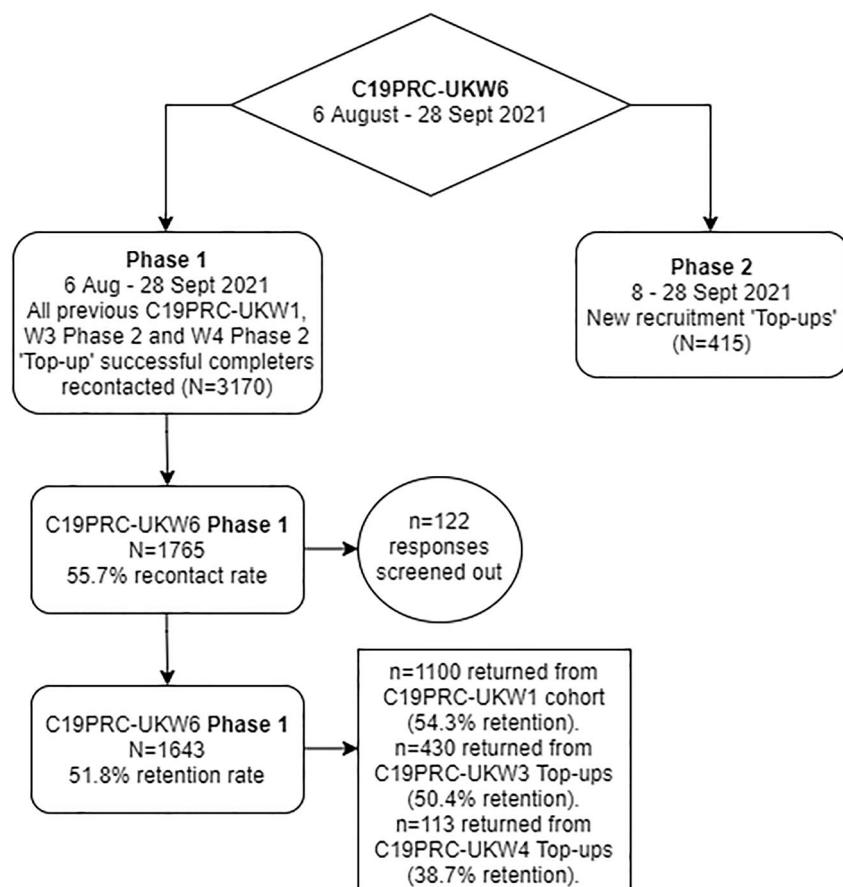 C19PRC-UKW6
6 August - 28 Sept 2021
Phase 1
6 Aug - 28 Sept 2021
All previous C19PRC-UKW1,
W3 Phase 2 and W4 Phase 2
'Top-up' successful completers
recontacted (N=3170)
Phase 2
8 - 28 Sept 2021
New recruitment 'Top-ups'
(N=415)
C19PRC-UKW6 Phase 1
N=1765
55.7% recontact rate
n=122
responses
screened out
C19PRC-UKW6 Phase 1
N=1643
51.8% retention rate
n=1100 returned from
C19PRC-UKW1 cohort
(54.3% retention).
n=430 returned from
C19PRC-UKW3 Top-ups
(50.4% retention).
n=113 returned from
C19PRC-UKW4 Top-ups
(38.7% retention).